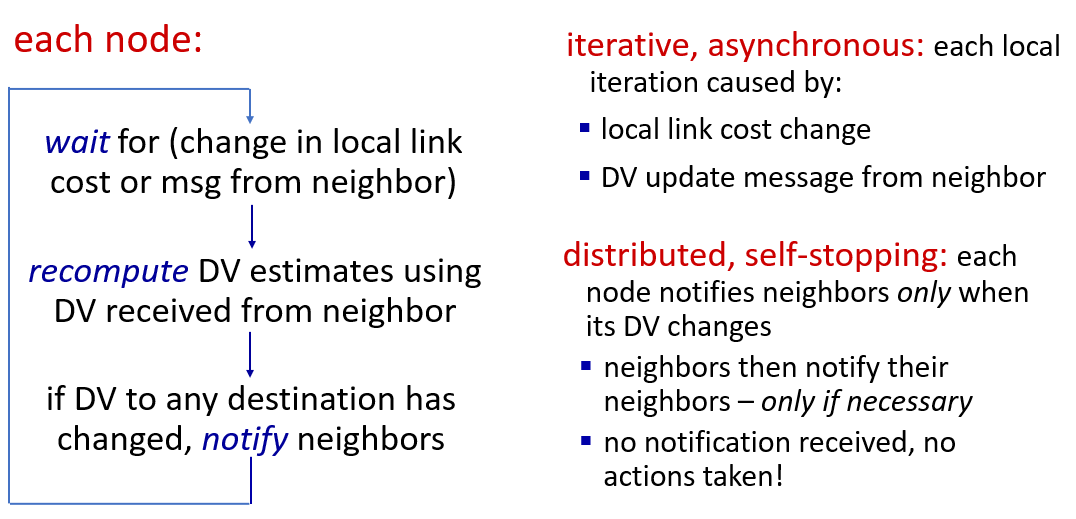 each node:
wait for (change in local link
cost or msg from neighbor)
recompute DV estimates using
DV received from neighbor
if DV to any destination has
changed, notify neighbors
iterative, asynchronous: each local
iteration caused by:
▪ local link cost change
▪ DV update message from neighbor
distributed, self-stopping: each
node notifies neighbors only when
its DV changes
▪ neighbors then notify their
neighbors – only if necessary
▪ no notification received, no
actions taken!